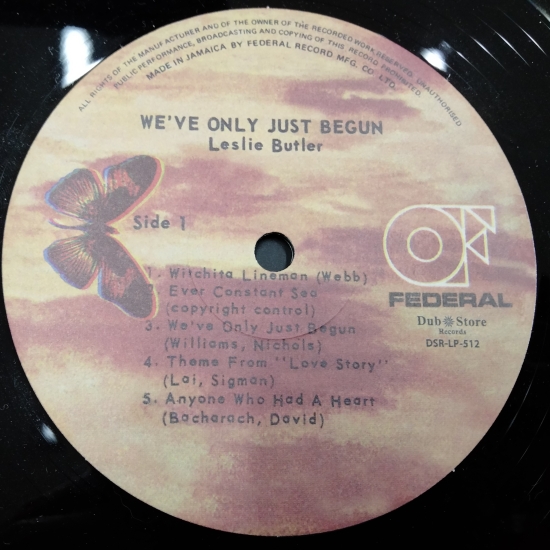 ALL RIGHTS OF THE MANUFACTURER AND OF THE OWNER OF THE RECORDED WORK RESERVED. UNAUTHORISED
PUBLIC PERFORMANCE, BROADCASTING AND COPYING OF THIS RECORD PROHIBITED
MADE IN JAMAICA BY FEDERAL RECORD MFG. CO LTD.
WE'VE ONLY JUST BEGUN
Leslie Butler
Side 1
1. Witchita Lineman (Webb)
2. Ever Constant Sea
(copyright control)
3. We've Only Just Begun
(Williams, Nichols)
4. Theme From "Love Story"
(Lai, Sigman)
5. Anyone Who Had A Heart
(Bacharach, David)
FEDERAL
Dub Store
Records
DSR-LP-512